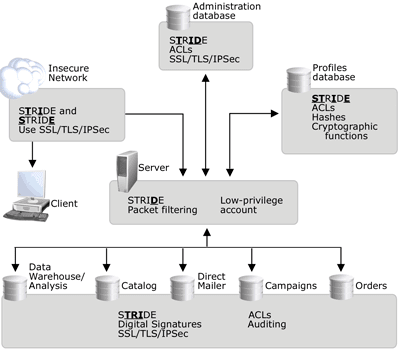 Administration
database
STRIDE
ACLs
SSL/TLS/IPSec
Insecure
Network
STRIDE and
STRIDE
Use SSL/TLS/IPSec
Profiles
database
STRIDE
ACLs
Hashes
Cryptographic
functions
Client
Server
STRIDE
Packet filtering
Low-privilege
account
Data
Warehouse/
Analysis
Catalog
Direct
Mailer
Campaigns
Orders
STRIDE
Digital Signatures
SSL/TLS/IPSec
ACLs
Auditing